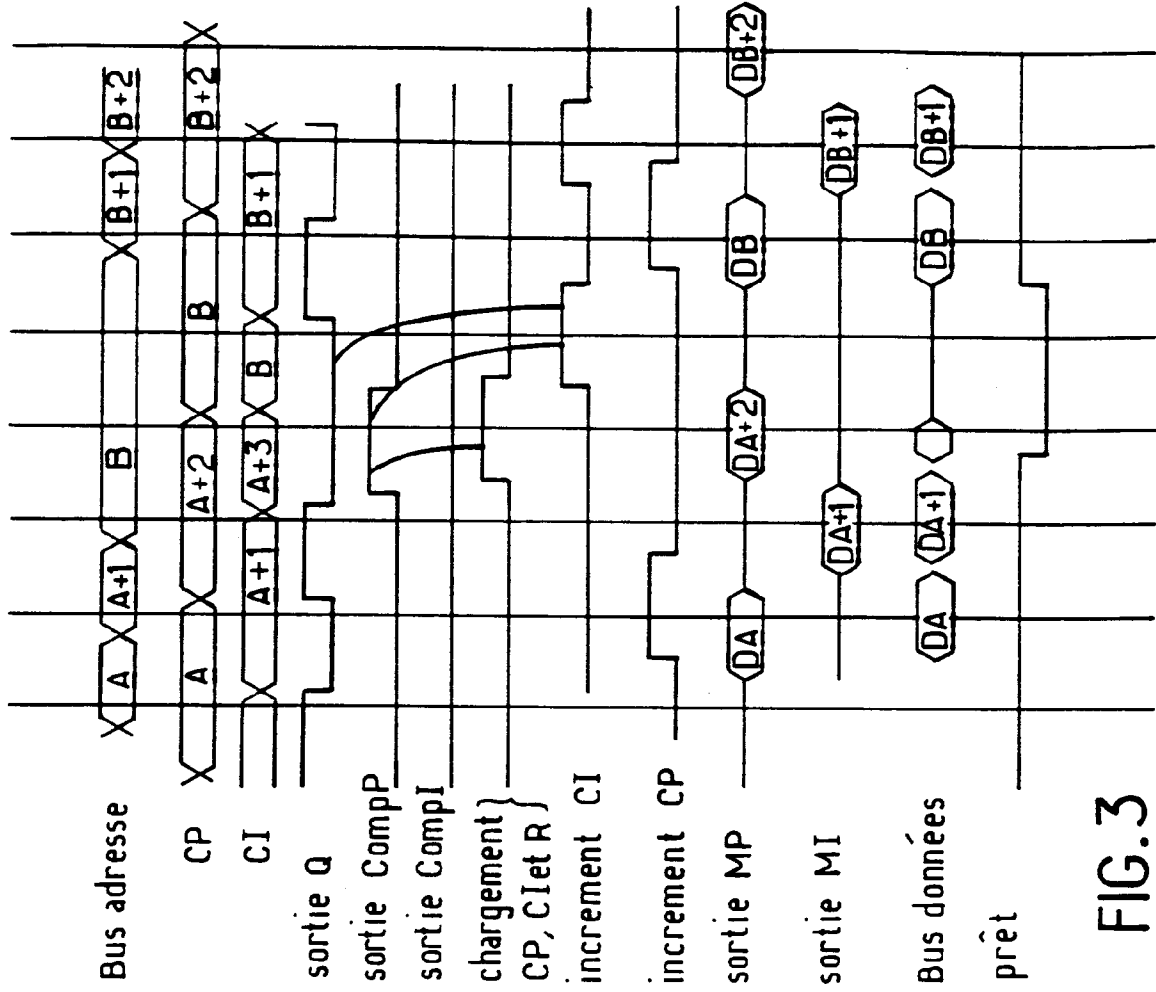 Bus adresse A A+1 B B+1 B+2
CP A A+2 B B+2
CI A+1 A+3 B B+1
sortie Q
sortie CompP
sortie CompI
chargement }
CP, CI et R }
increment CI
increment CP
sortie MP DA DA+2 DB DB+2
sortie MI DA+1 DB+1
Bus données DA DA+1 DB DB+1
prêt
FIG.3